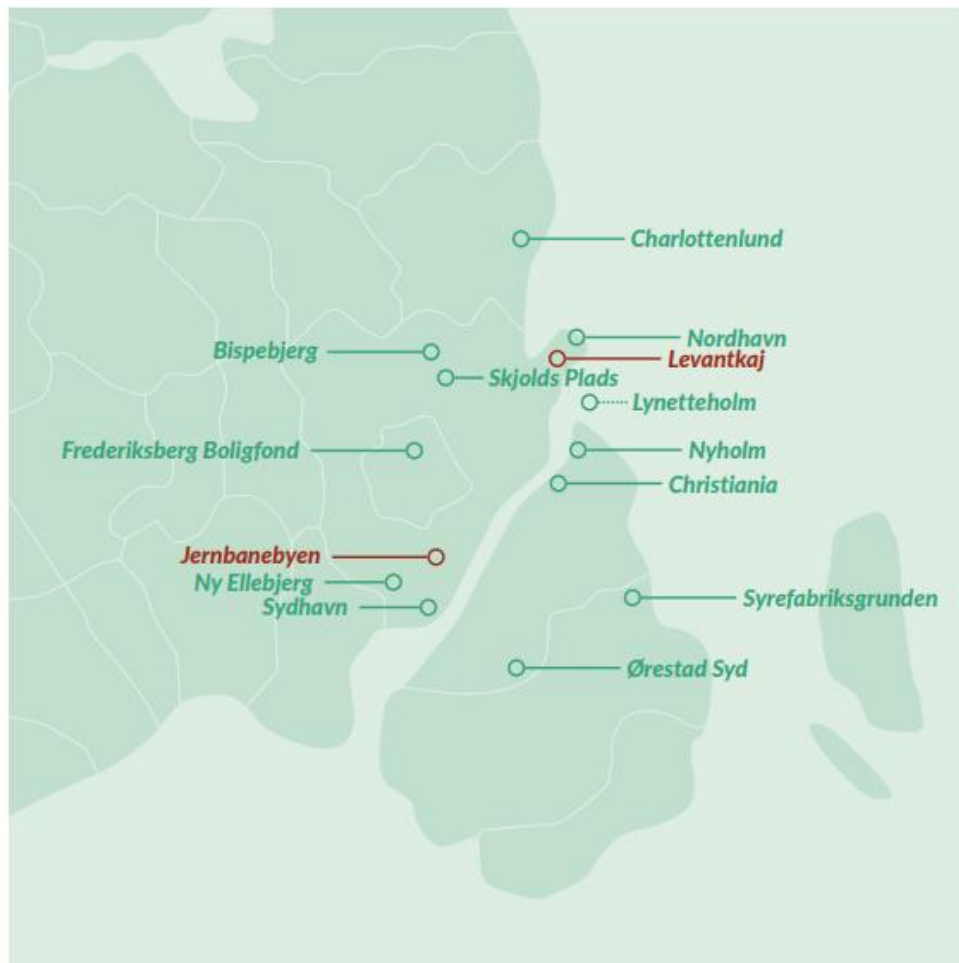 Charlottenlund
Nordhavn
Bispebjerg
Levantkaj
Skjolds Plads
Lynetteholm
Frederiksberg Boligfond
Nyholm
Christiania
Jernbanebyen
Ny Ellebjerg
Syrefabriksgrunden
Sydhavn
Ørestad Syd